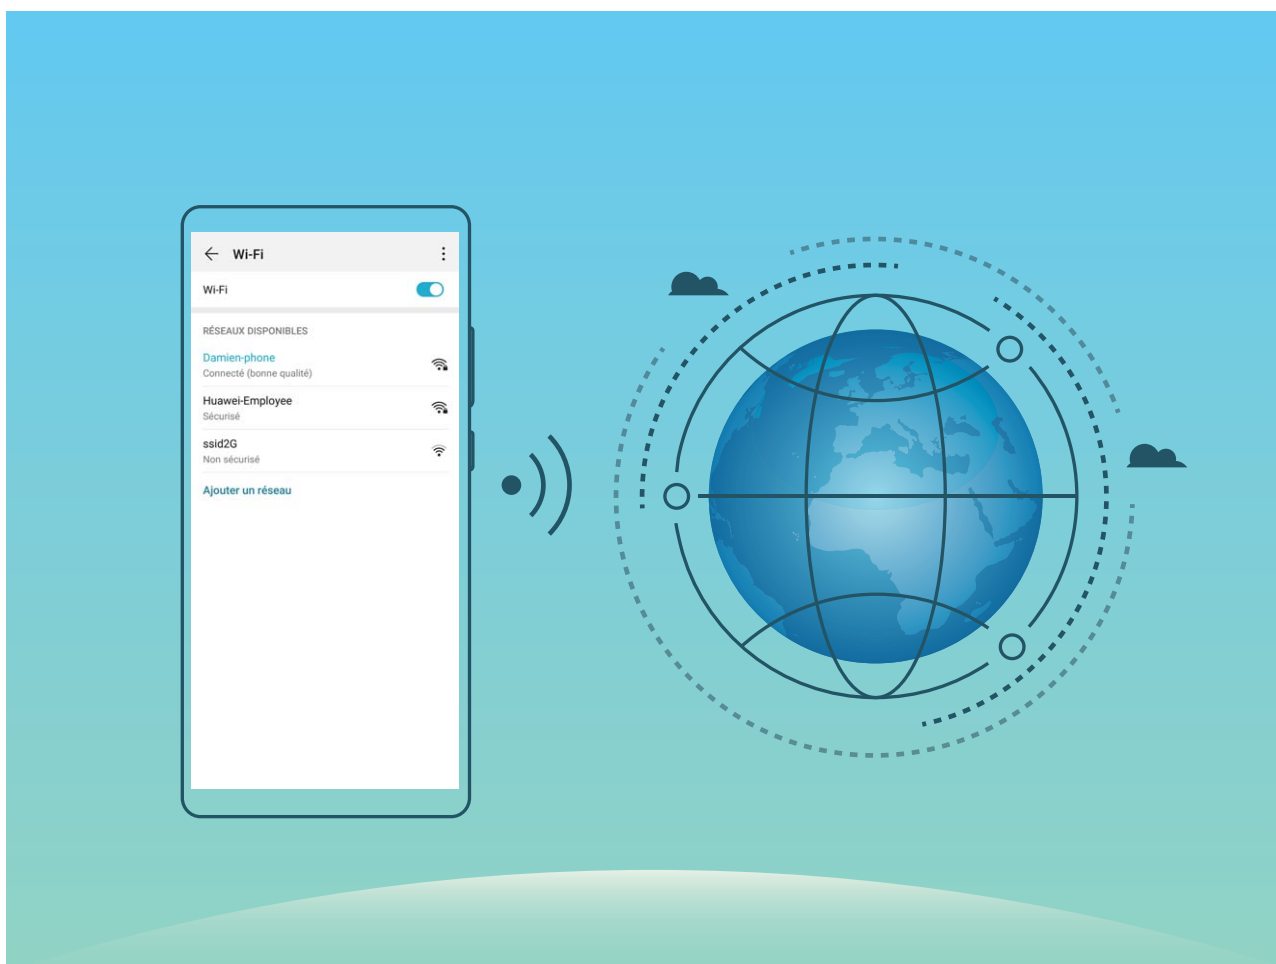 Wi-Fi
Wi-Fi
RÉSEAUX DISPONIBLES
Damien-phone
Connecté (bonne qualité)
Huawei-Employee
Sécurisé
ssid2G
Non sécurisé
Ajouter un réseau